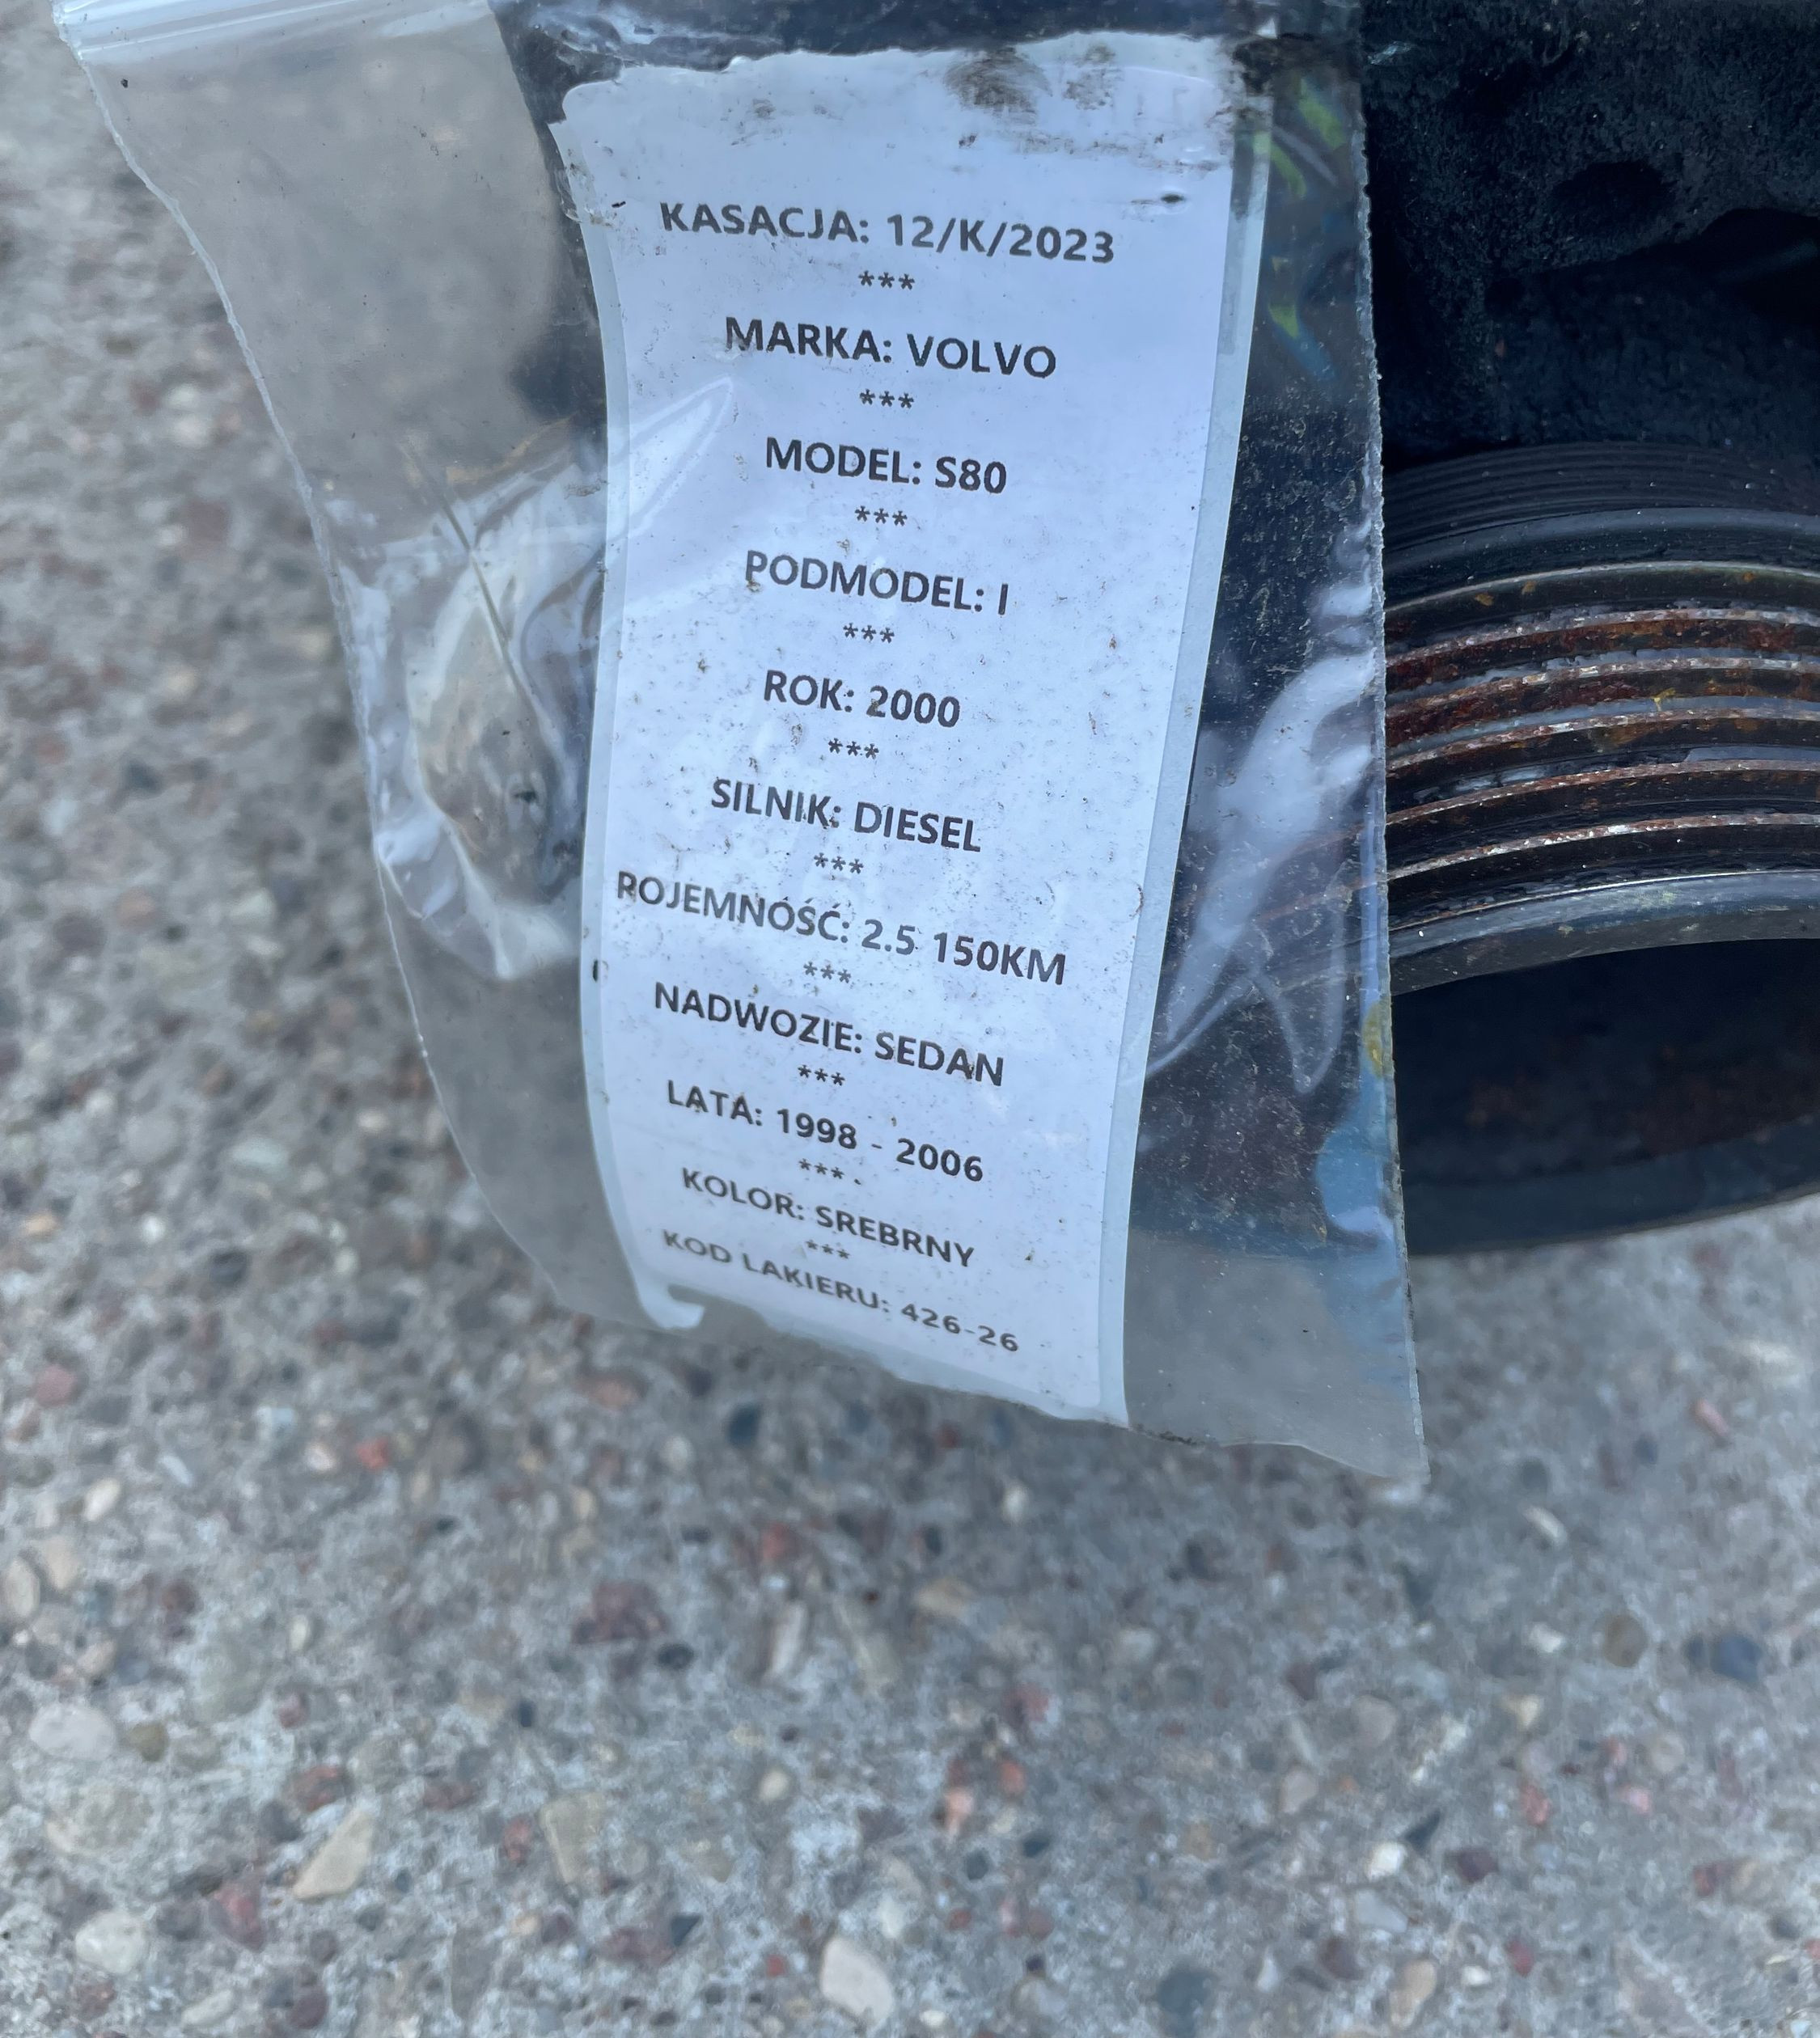 KASACJA: 12/K/2023
***
MARKA: VOLVO
***
MODEL: S80
***
PODMODEL: I
***
ROK: 2000
***
SILNIK: DIESEL
***
POJEMNOŚĆ: 2.5 150KM
***
NADWOZIE: SEDAN
***
LATA: 1998 - 2006
***
KOLOR: SREBRNY
***
KOD LAKIERU: 426-26